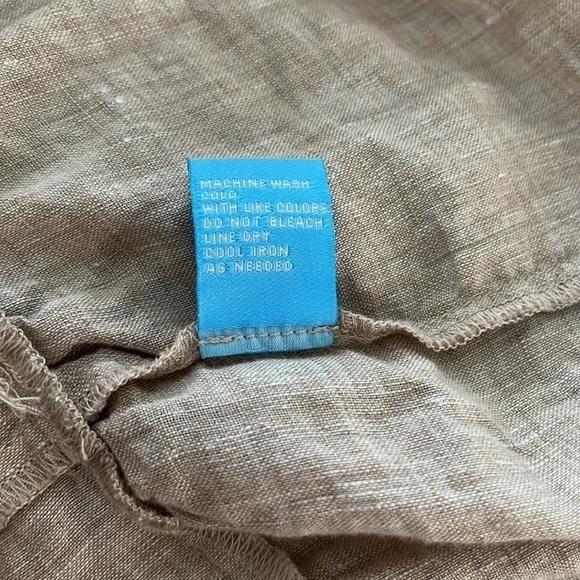 MACHINE WASH
COLD
WITH LIKE COLORS
DO NOT BLEACH
LINE DRY
COOL IRON
AS NEEDED